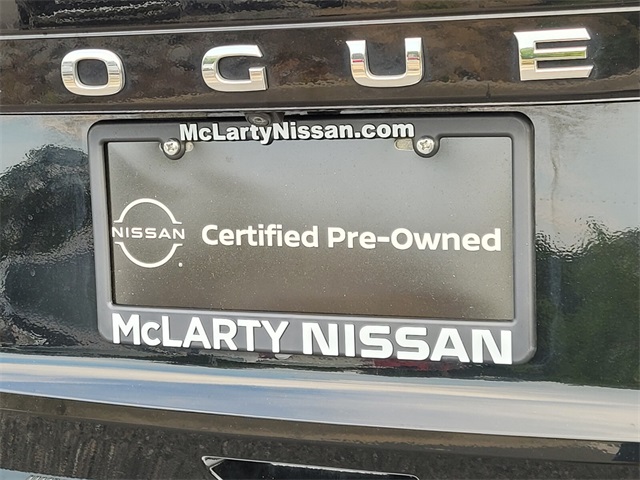 OGUE
McLartyNissan.com
NISSAN
Certified Pre-Owned
McLARTY NISSAN